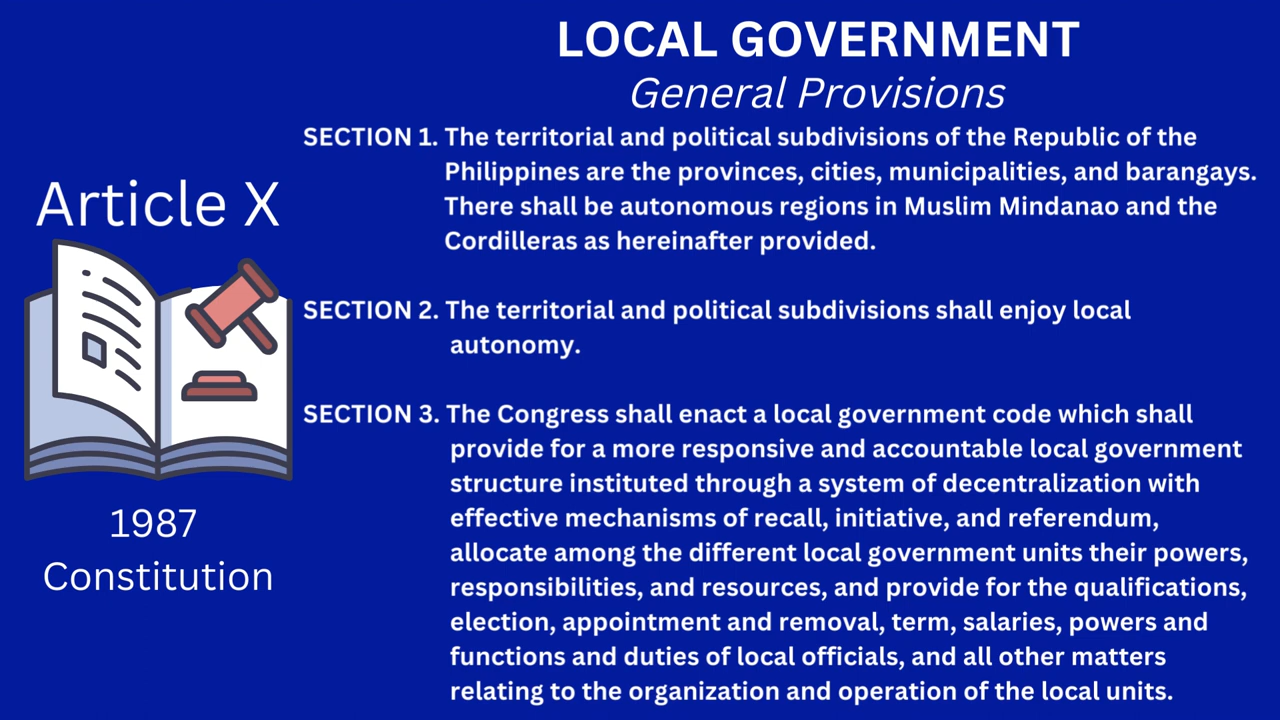 LOCAL GOVERNMENT
General Provisions
Article X
1987
Constitution
SECTION 1. The territorial and political subdivisions of the Republic of the
Philippines are the provinces, cities, municipalities, and barangays.
There shall be autonomous regions in Muslim Mindanao and the
Cordilleras as hereinafter provided.
SECTION 2. The territorial and political subdivisions shall enjoy local
autonomy.
SECTION 3. The Congress shall enact a local government code which shall
provide for a more responsive and accountable local government
structure instituted through a system of decentralization with
effective mechanisms of recall, initiative, and referendum,
allocate among the different local government units their powers,
responsibilities, and resources, and provide for the qualifications,
election, appointment and removal, term, salaries, powers and
functions and duties of local officials, and all other matters
relating to the organization and operation of the local units.